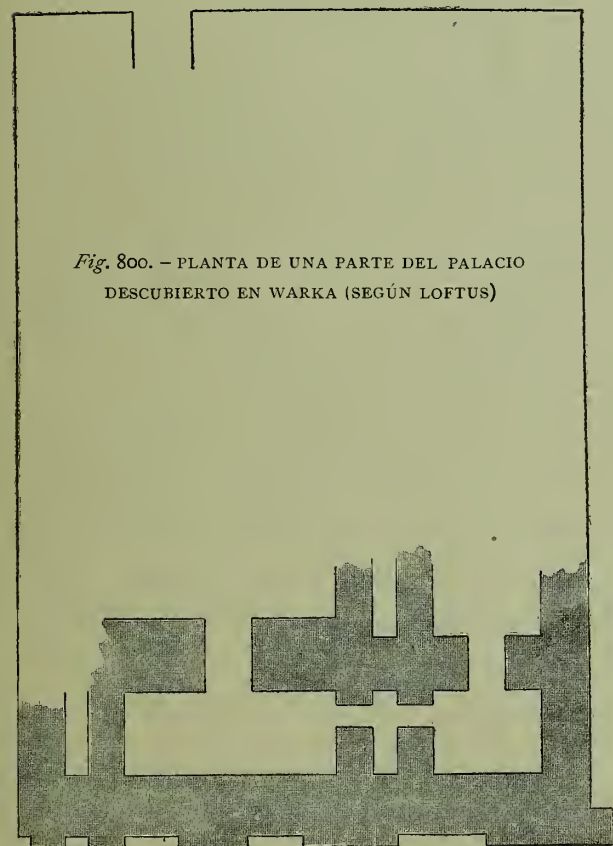 Fig. 800. – PLANTA DE UNA PARTE DEL PALACIO
DESCUBIERTO EN WARKA (SEGÚN LOFTUS)